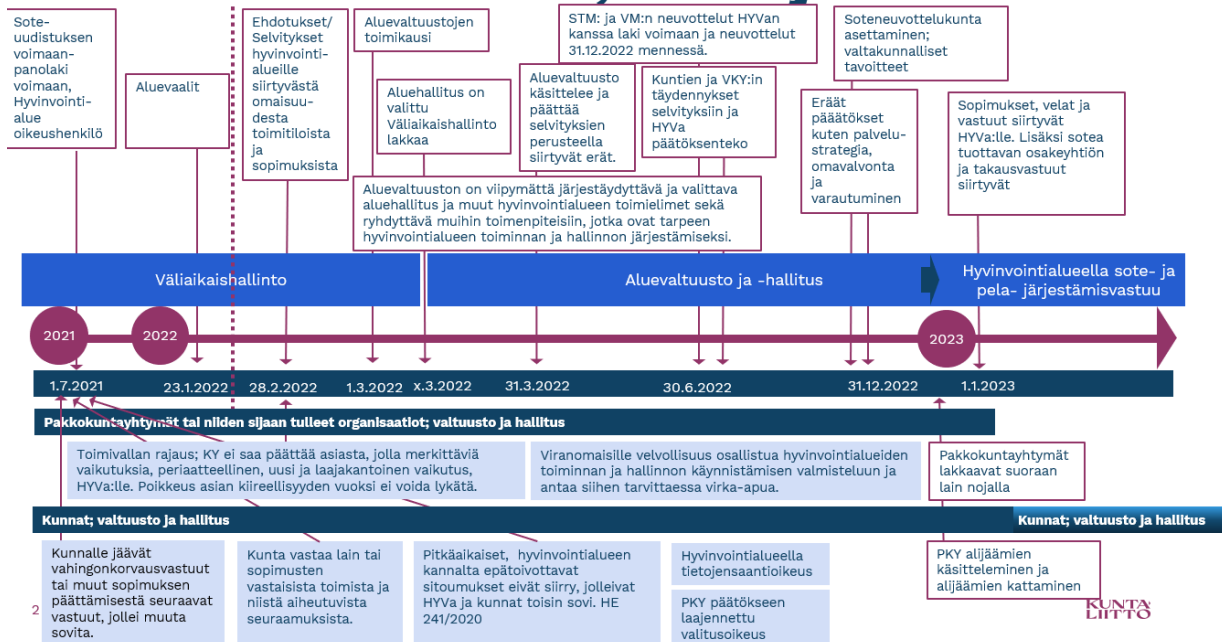 Sote-
uudistuksen
voimaan-
panolaki
voimaan,
Hyvinvointi-
alue
oikeushenkilö
Aluevaalit
Ehdotukset/
Selvitykset
hyvinvointi-
alueille
siirtyvästä
omaisuu-
desta
toimitiloista
ja
sopimuksista
Aluevaltuustojen
toimikausi
Aluehallitus on
valittu
Väliaikaishallinto
lakkaa
STM: ja VM:n neuvottelut HYVan
kanssa laki voimaan ja neuvottelut
31.12.2022 mennessä.
Aluevaltuusto
käsittelee ja
päättää
selvityksien
perusteella
siirtyvät erät.
Kuntien ja VKY:in
täydennykset
selvityksiin ja
HYVa
päätöksenteko
Soteneuvottelukunta
asettaminen;
valtakunnalliset
tavoitteet
Eräät
pääätökset
kuten palvelu-
strategia,
omavalvonta
ja
varautuminen
Sopimukset, velat ja
vastuut siirtyvät
HYVa:lle. Lisäksi sotea
tuottavan osakeyhtiön
ja takausvastuut
siirtyvät
Aluevaltuuston on viipymättä järjestäydyttävä ja valittava
aluehallitus ja muut hyvinvointialueen toimielimet sekä
ryhdyttävä muihin toimenpiteisiin, jotka ovat tarpeen
hyvinvointialueen toiminnan ja hallinnon järjestämiseksi.
Väliaikaishallinto
Aluevaltuusto ja -hallitus
Hyvinvointialueella sote- ja
pela- järjestämisvastuu
2021
2022
2023
1.7.2021
23.1.2022
28.2.2022
1.3.2022
x.3.2022
31.3.2022
30.6.2022
31.12.2022
1.1.2023
Pakkokuntayhtymät tai niiden sijaan tulleet organisaatiot; valtuusto ja hallitus
Toimivallan rajaus; KY ei saa päättää asiasta, jolla merkittäviä
vaikutuksia, periaatteellinen, uusi ja laajakantoinen vaikutus,
HYVa:lle. Poikkeus asian kiireellisyyden vuoksi ei voida lykätä.
Viranomaisille velvollisuus osallistua hyvinvointialueiden
toiminnan ja hallinnon käynnistämisen valmisteluun ja
antaa siihen tarvittaessa virka-apua.
Pakkokuntayhtymät
lakkaavat suoraan
lain nojalla
Kunnat; valtuusto ja hallitus
Kunnat; valtuusto ja hallitus
Kunnalle jäävät
vahingonkorvausvastuut
tai muut sopimuksen
päättämisestä seuraavat
vastuut, jollei muuta
sovita.
Kunta vastaa lain tai
sopimusten
vastaisista toimista ja
niistä aiheutuvista
seuraamuksista.
Pitkäaikaiset, hyvinvointialueen
kannalta epätoivottavat
sitoumukset eivät siirry, jolleivat
HYVa ja kunnat toisin sovi. HE
241/2020
Hyvinvointialueella
tietojensaantioikeus
PKY päätökseen
laajennettu
valitusoikeus
PKY alijäämien
käsitteleminen ja
alijäämien kattaminen
2
KUNTA
LIITTO